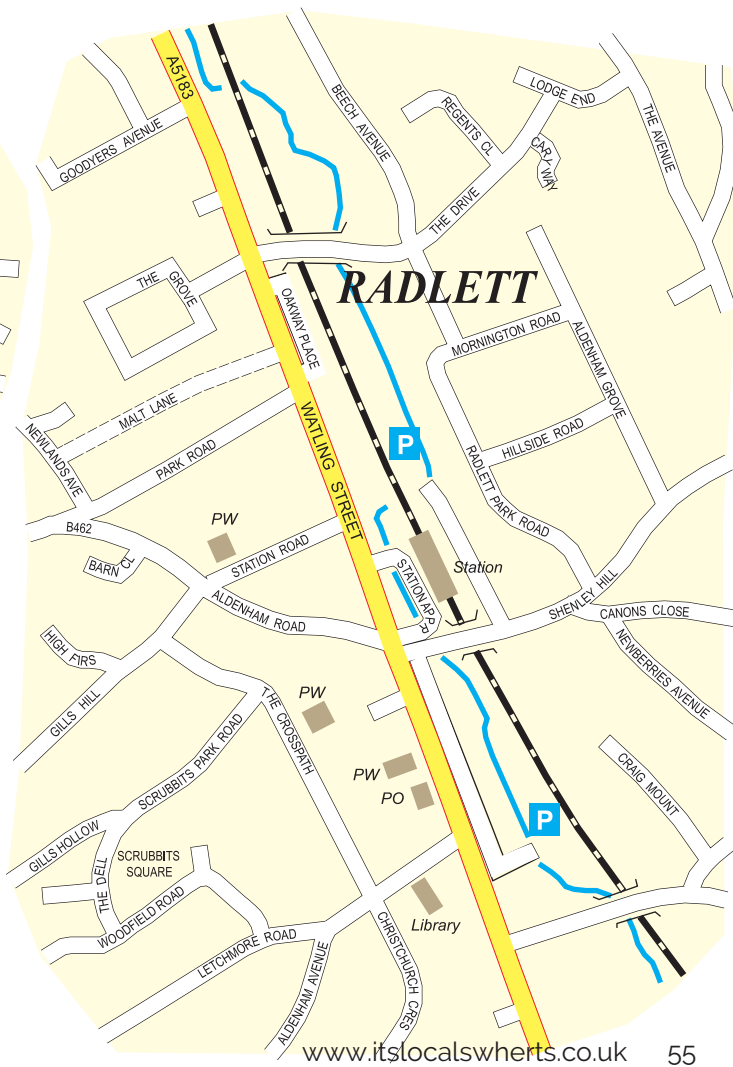 A5183
GOODYERS AVENUE
BEECH AVENUE
REGENTS CL
LODGE END
THE AVENUE
CARY WAY
THE DRIVE
THE GROVE
OAKWAY PLACE
RADLETT
MORNINGTON ROAD
ALDENHAM GROVE
MALT LANE
NEWLANDS AVE
PARK ROAD
WATLING STREET
P
HILLSIDE ROAD
RADLETT PARK ROAD
B462
PW
STATION ROAD
BARN CL
Station
STATION APP R
ALDENHAM ROAD
SHENLEY HILL
CANONS CLOSE
NEWBERRIES AVENUE
HIGH FIRS
GILLS HILL
PW
THE CROSSPATH
SCRUBBITS PARK ROAD
PW
PO
CRAIG MOUNT
P
GILLS HOLLOW
THE DELL
SCRUBBITS
SQUARE
WOODFIELD ROAD
Library
LETCHMORE ROAD
ALDENHAM AVENUE
CHRISTCHURCH CRES
www.itslocalswherts.co.uk 55